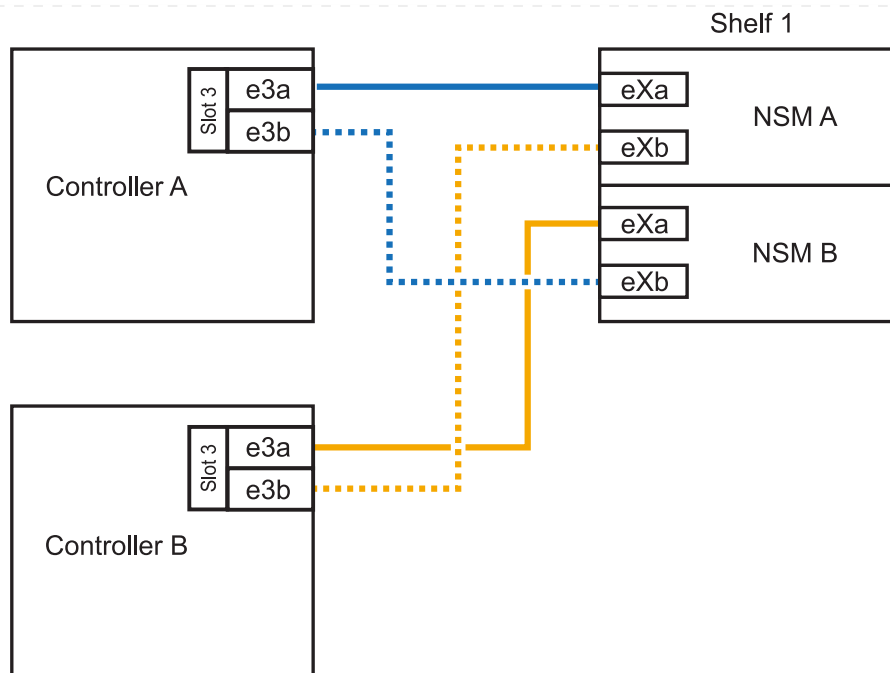 Shelf 1
Slot 3
e3a
e3b
Controller A
eXa
eXb
NSM A
eXa
eXb
NSM B
Slot 3
e3a
e3b
Controller B